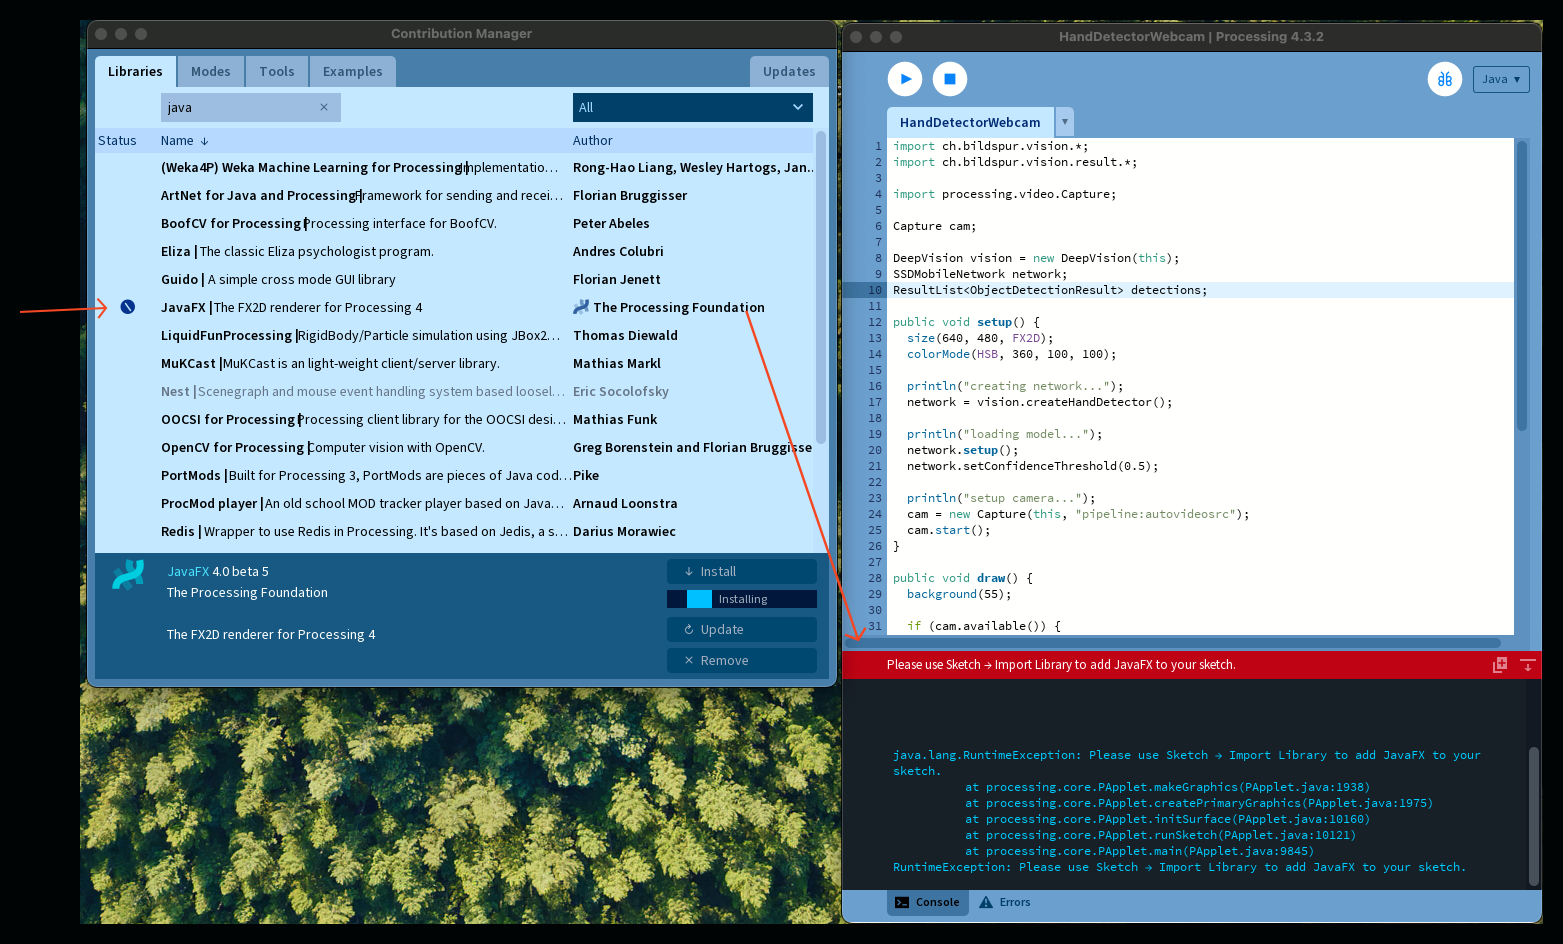 Contribution Manager
Libraries
Modes
Tools
Examples
Updates
java
All
Status
Name ↓
Author
(Weka4P) Weka Machine Learning for Processing | Implementatio… Rong-Hao Liang, Wesley Hartogs, Jan..
ArtNet for Java and Processing | Framework for sending and recei… Florian Bruggisser
BoofCV for Processing | Processing interface for BoofCV. Peter Abeles
Eliza | The classic Eliza psychologist program. Andres Colubri
Guido | A simple cross mode GUI library Florian Jenett
JavaFX | The FX2D renderer for Processing 4 The Processing Foundation
LiquidFunProcessing | RigidBody/Particle simulation using JBox2… Thomas Diewald
MuKCast | MuKCast is an light-weight client/server library. Mathias Markl
Nest | Scenegraph and mouse event handling system based loosel… Eric Socolofsky
OOCSI for Processing | Processing client library for the OOCSI desi… Mathias Funk
OpenCV for Processing | Computer vision with OpenCV. Greg Borenstein and Florian Bruggisse
PortMods | Built for Processing 3, PortMods are pieces of Java cod… Pike
ProcMod player | An old school MOD tracker player based on Java… Arnaud Loonstra
Redis | Wrapper to use Redis in Processing. It's based on Jedis, a s… Darius Morawiec
JavaFX 4.0 beta 5
The Processing Foundation
The FX2D renderer for Processing 4
↓ Install
Installing
Update
× Remove
HandDetectorWebcam | Processing 4.3.2
Java ▾
HandDetectorWebcam ▾
1 import ch.bildspur.vision.*;
2 import ch.bildspur.vision.result.*;
3
4 import processing.video.Capture;
5
6 Capture cam;
7
8 DeepVision vision = new DeepVision(this);
9 SSDMobileNetwork network;
10 ResultList<ObjectDetectionResult> detections;
11
12 public void setup() {
13 size(640, 480, FX2D);
14 colorMode(HSB, 360, 100, 100);
15
16 println("creating network...");
17 network = vision.createHandDetector();
18
19 println("loading model...");
20 network.setup();
21 network.setConfidenceThreshold(0.5);
22
23 println("setup camera...");
24 cam = new Capture(this, "pipeline:autovideosrc");
25 cam.start();
26 }
27
28 public void draw() {
29 background(55);
30
31 if (cam.available()) {
Please use Sketch → Import Library to add JavaFX to your sketch.
java.lang.RuntimeException: Please use Sketch → Import Library to add JavaFX to your
sketch.
at processing.core.PApplet.makeGraphics(PApplet.java:1938)
at processing.core.PApplet.createPrimaryGraphics(PApplet.java:1975)
at processing.core.PApplet.initSurface(PApplet.java:10160)
at processing.core.PApplet.runSketch(PApplet.java:10121)
at processing.core.PApplet.main(PApplet.java:9845)
RuntimeException: Please use Sketch → Import Library to add JavaFX to your sketch.
Console
Errors